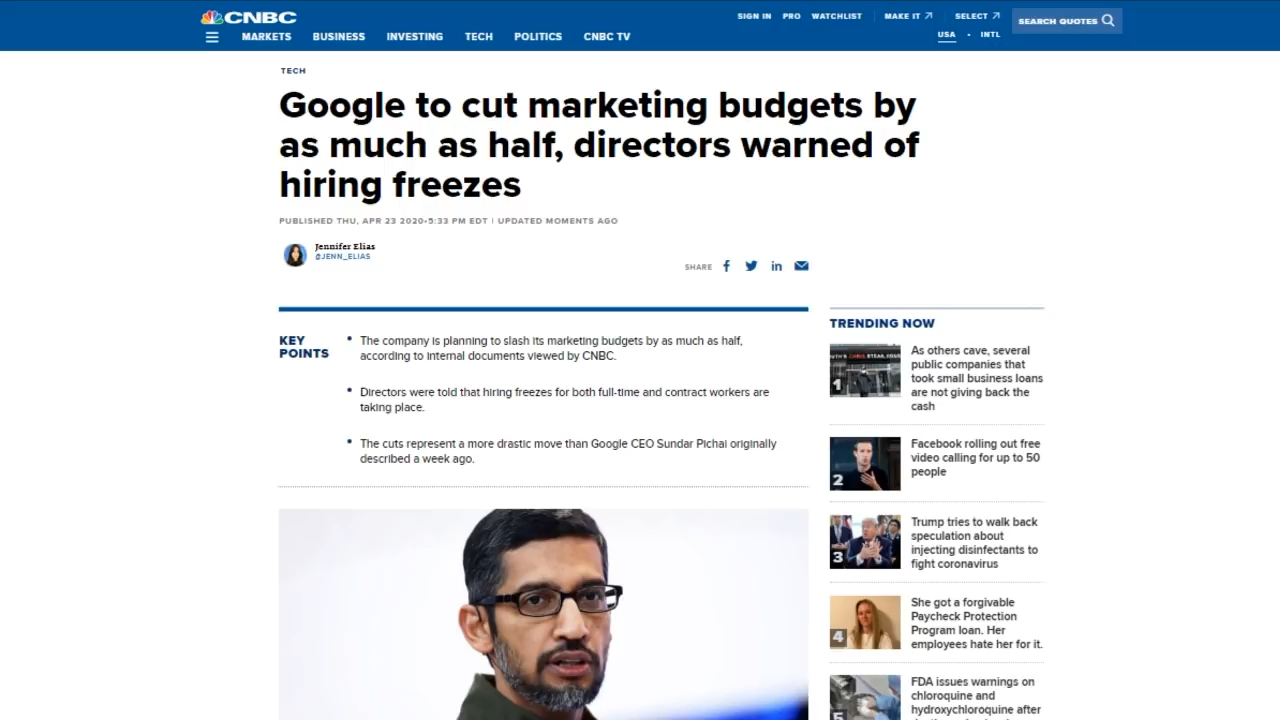 CNBC
SIGN IN PRO WATCHLIST MAKE IT SELECT
SEARCH QUOTES
USA • INTL
MARKETS BUSINESS INVESTING TECH POLITICS CNBC TV
TECH
Google to cut marketing budgets by
as much as half, directors warned of
hiring freezes
PUBLISHED THU, APR 23 2020•5:33 PM EDT | UPDATED MOMENTS AGO
Jennifer Elias
@JENN_ELIAS
SHARE
KEY
POINTS
• The company is planning to slash its marketing budgets by as much as half,
according to internal documents viewed by CNBC.
• Directors were told that hiring freezes for both full-time and contract workers are
taking place.
• The cuts represent a more drastic move than Google CEO Sundar Pichai originally
described a week ago.
TRENDING NOW
1
As others cave, several
public companies that
took small business loans
are not giving back the
cash
2
Facebook rolling out free
video calling for up to 50
people
3
Trump tries to walk back
speculation about
injecting disinfectants to
fight coronavirus
4
She got a forgivable
Paycheck Protection
Program loan. Her
employees hate her for it.
5
FDA issues warnings on
chloroquine and
hydroxychloroquine after